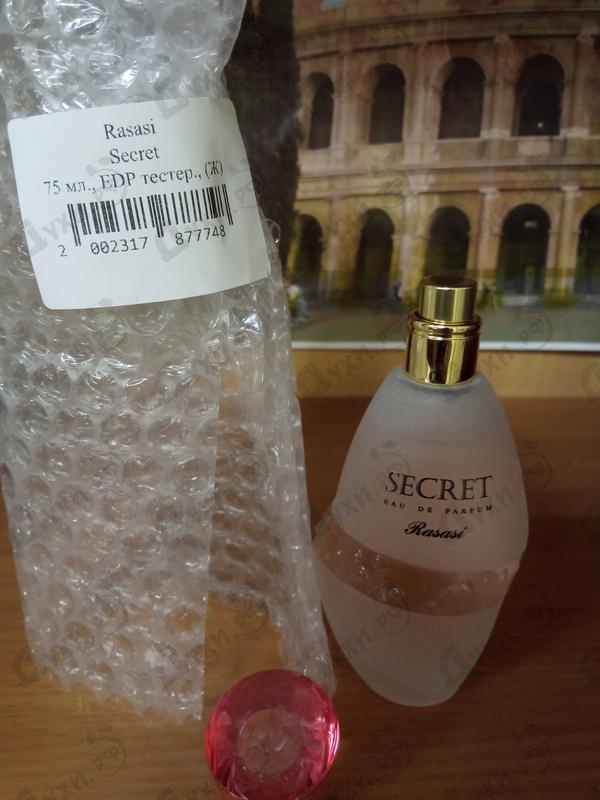 Rasasi
Secret
75 мл., EDP тестер., (Ж)
2 002317 877748
SECRET
EAU DE PARFUM
Rasasi